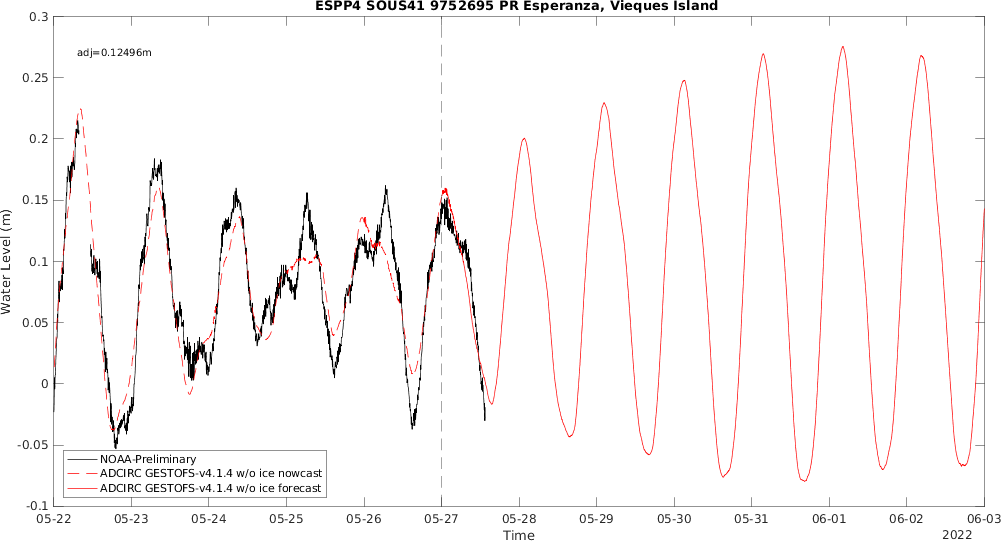 ESPP4 SOUS41 9752695 PR Esperanza, Vieques Island
adj=0.12496m
0.3
0.25
0.2
0.15
0.1
0.05
0
-0.05
-0.1
Water Level (m)
NOAA-Preliminary
ADCIRC GESTOFS-v4.1.4 w/o ice nowcast
ADCIRC GESTOFS-v4.1.4 w/o ice forecast
05-22 05-23 05-24 05-25 05-26 05-27 05-28 05-29 05-30 05-31 06-01 06-02 06-03
Time
2022